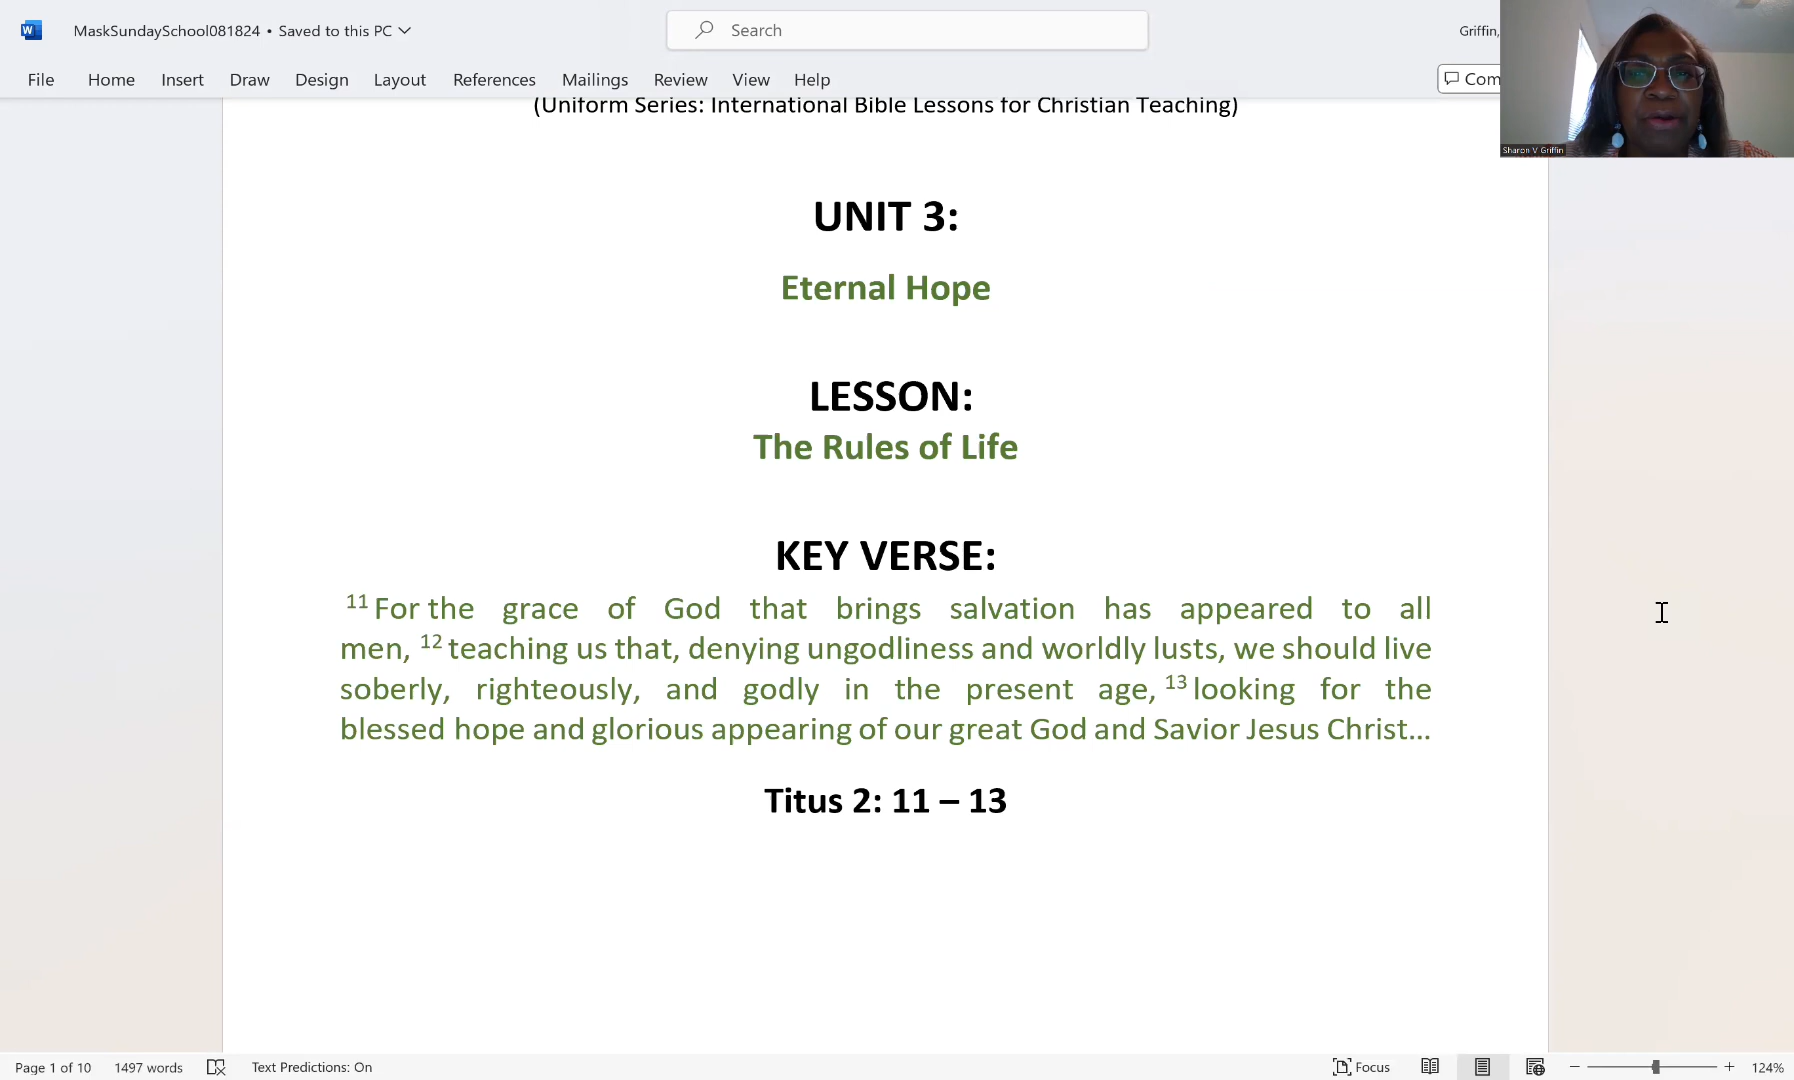 MaskSundaySchool081824 • Saved to this PC
Search
Griffin,
File Home Insert Draw Design Layout References Mailings Review View Help
Com
Sharon V Griffin
(Uniform Series: International Bible Lessons for Christian Teaching)
UNIT 3:
Eternal Hope
LESSON:
The Rules of Life
KEY VERSE:
11 For the grace of God that brings salvation has appeared to all
men, 12 teaching us that, denying ungodliness and worldly lusts, we should live
soberly, righteously, and godly in the present age, 13 looking for the
blessed hope and glorious appearing of our great God and Savior Jesus Christ...
Titus 2: 11 – 13
Page 1 of 10 1497 words Text Predictions: On Focus 124%